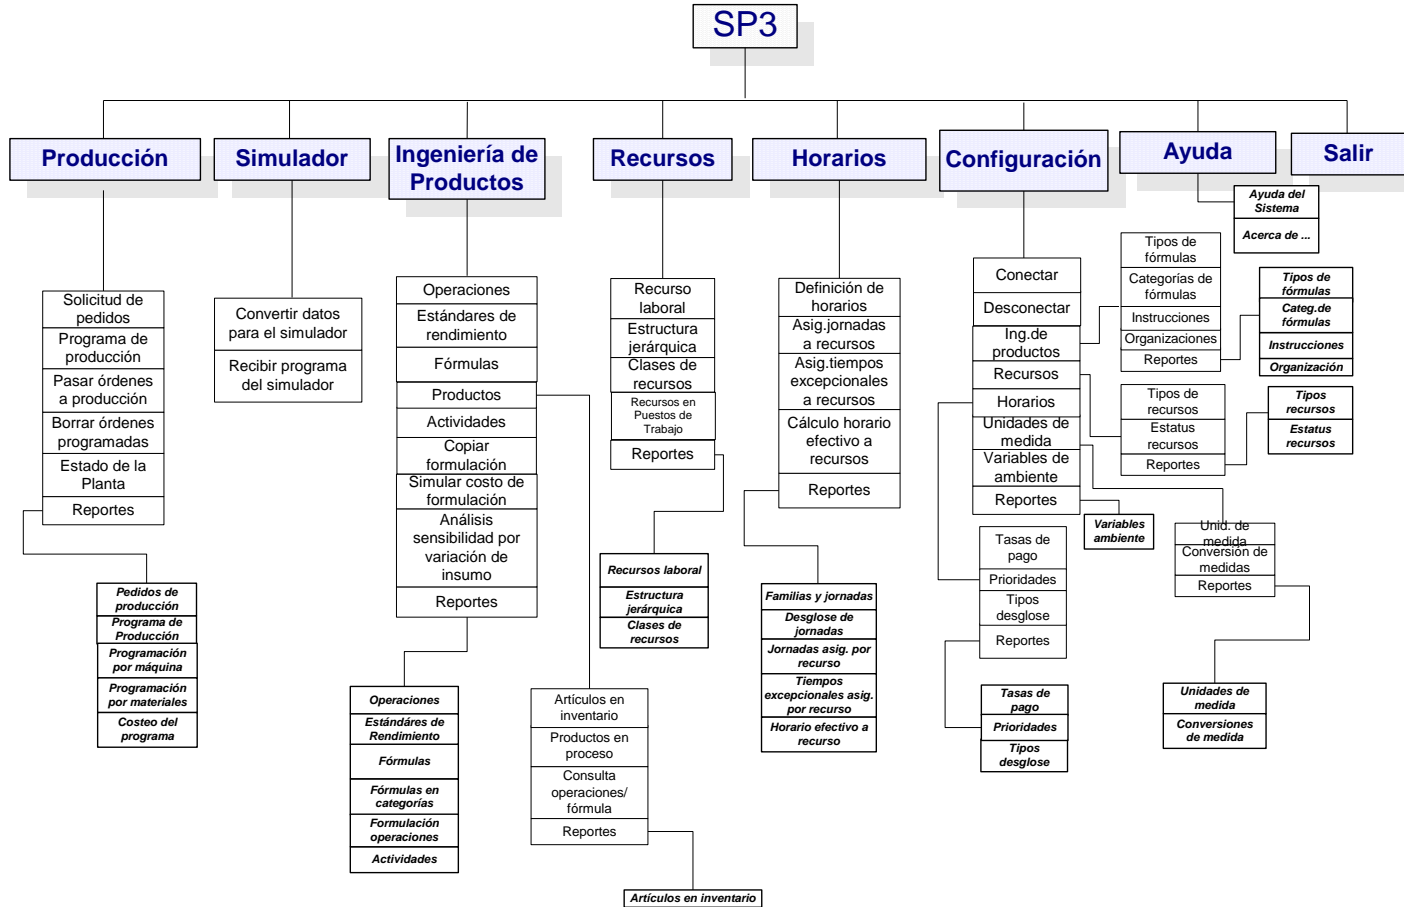 SP3
Producción
Simulador
Ingeniería de
Productos
Recursos
Horarios
Configuración
Ayuda
Salir
Solicitud de
pedidos
Programa de
producción
Pasar órdenes
a producción
Borrar órdenes
programadas
Estado de la
Planta
Reportes
Pedidos de
producción
Programa de
Producción
Programación
por máquina
Programación
por materiales
Costeo del
programa
Convertir datos
para el simulador
Recibir programa
del simulador
Operaciones
Estándares de
rendimiento
Fórmulas
Productos
Actividades
Copiar
formulación
Simular costo de
formulación
Análisis
sensibilidad por
variación de
insumo
Reportes
Operaciones
Estándáres de
Rendimiento
Fórmulas
Fórmulas en
categorías
Formulación
operaciones
Actividades
Artículos en
inventario
Productos en
proceso
Consulta
operaciones/
fórmula
Reportes
Artículos en inventario
Recurso
laboral
Estructura
jerárquica
Clases de
recursos
Recursos en
Puestos de
Trabajo
Reportes
Recursos laboral
Estructura
jerárquica
Clases de
recursos
Definición de
horarios
Asig.jornadas
a recursos
Asig.tiempos
excepcionales
a recursos
Cálculo horario
efectivo a
recursos
Reportes
Familias y jornadas
Desglose de
jornadas
Jornadas asig. por
recurso
Tiempos
excepcionales asig.
por recurso
Horario efectivo a
recurso
Conectar
Desconectar
Ing.de
productos
Recursos
Horarios
Unidades de
medida
Variables de
ambiente
Reportes
Variables
ambiente
Tasas de
pago
Prioridades
Tipos
desglose
Reportes
Tasas de
pago
Prioridades
Tipos
desglose
Tipos de
fórmulas
Categorías de
fórmulas
Instrucciones
Organizaciones
Reportes
Tipos de
fórmulas
Categ.de
fórmulas
Instrucciones
Organización
Tipos de
recursos
Estatus
recursos
Reportes
Tipos
recursos
Estatus
recursos
Unid. de
medida
Conversión de
medidas
Reportes
Unidades de
medida
Conversiones
de medida
Ayuda del
Sistema
Acerca de ...